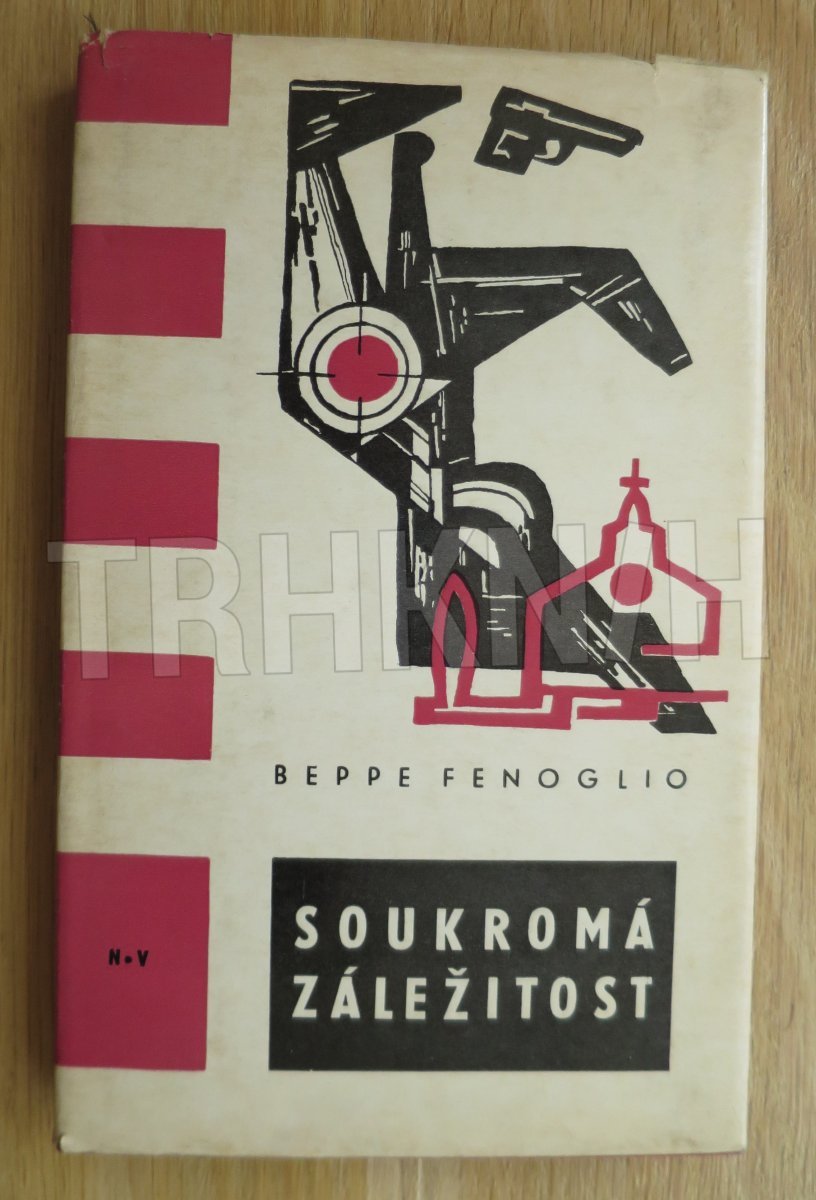 BEPPE FENOGLIO
SOUKROMÁ
ZÁLEŽITOST
N.V
TRHKNIH